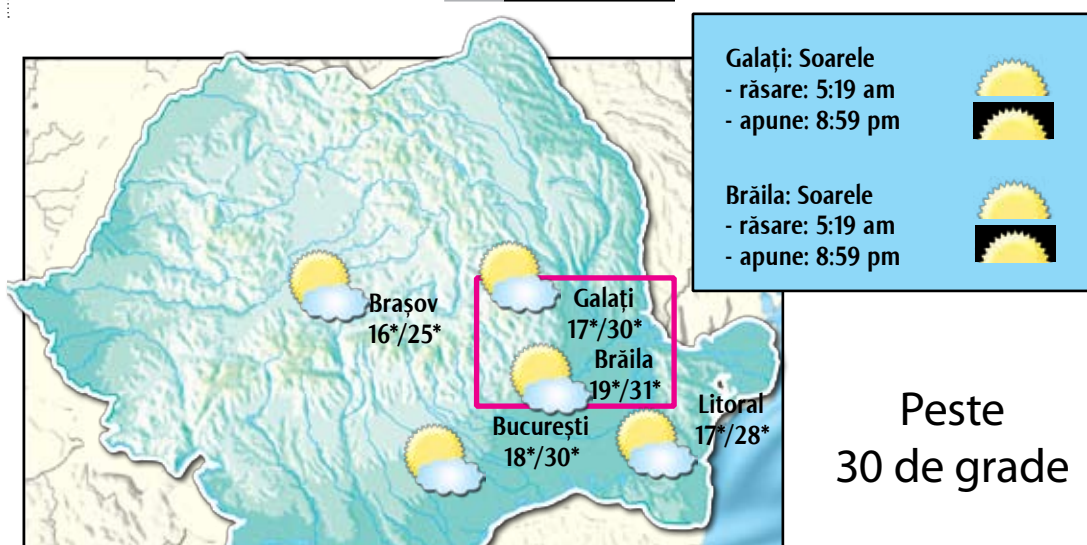 Galați: Soarele
- răsare: 5:19 am
- apune: 8:59 pm
Brăila: Soarele
- răsare: 5:19 am
- apune: 8:59 pm
Brașov
16*/25*
Galați
17*/30*
Brăila
19*/31*
București
18*/30*
Litoral
17*/28*
Peste
30 de grade